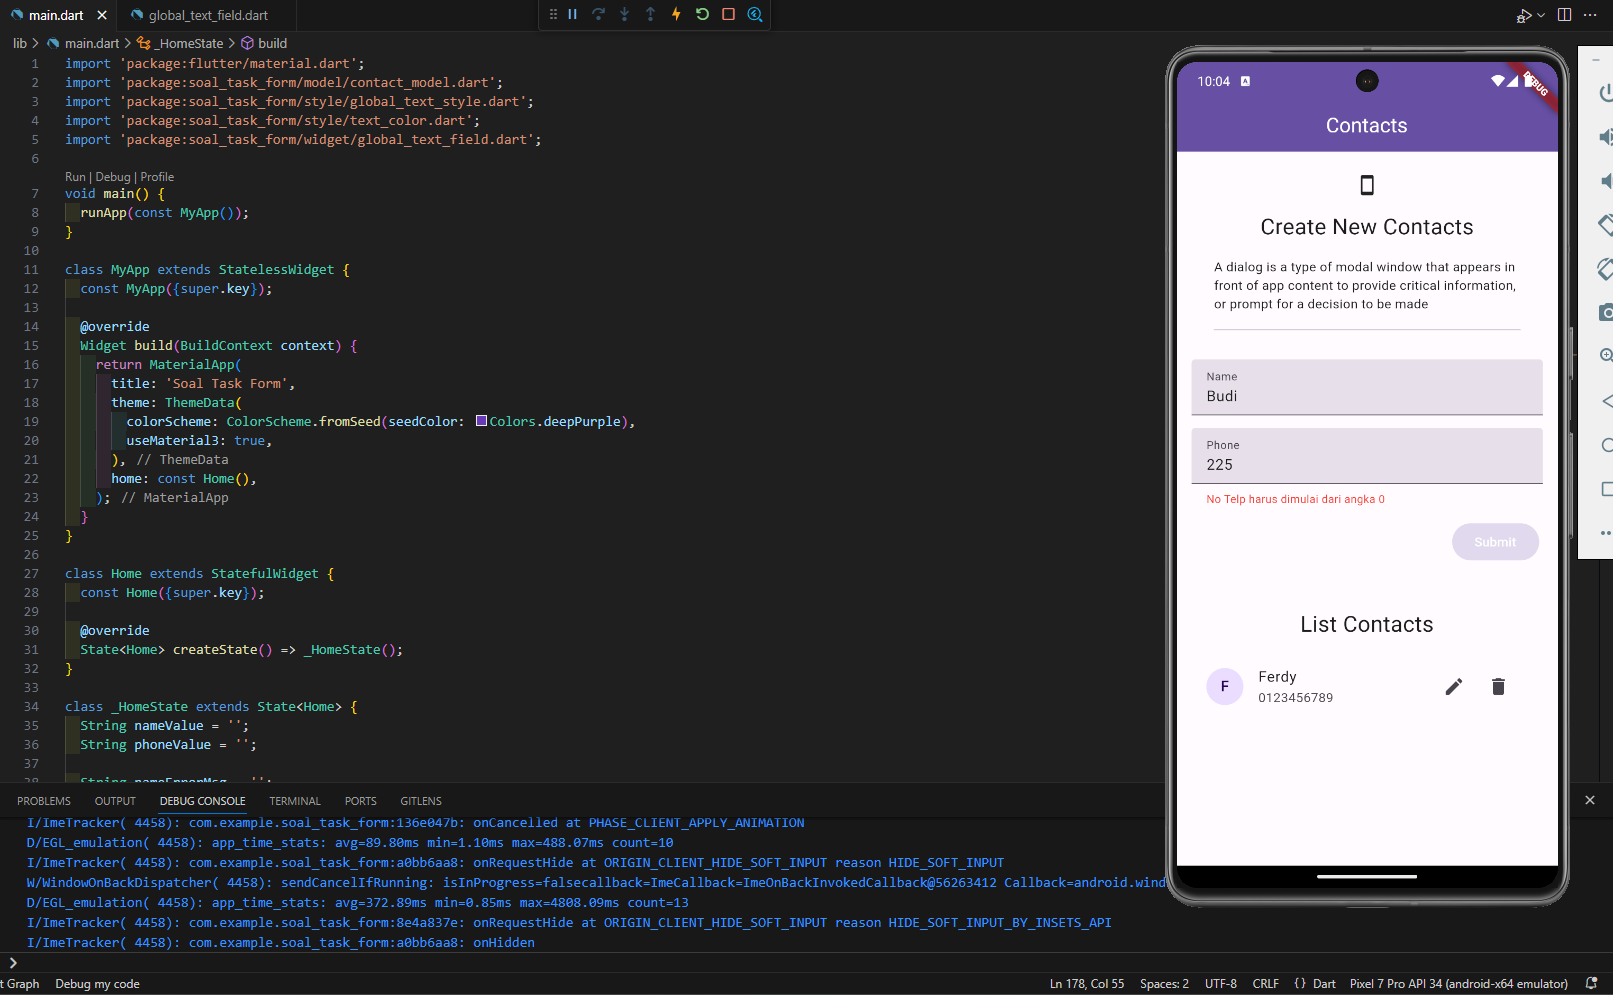 main.dart
global_text_field.dart
lib > main.dart > _HomeState > build
1 import 'package:flutter/material.dart';
2 import 'package:soal_task_form/model/contact_model.dart';
3 import 'package:soal_task_form/style/global_text_style.dart';
4 import 'package:soal_task_form/style/text_color.dart';
5 import 'package:soal_task_form/widget/global_text_field.dart';
6
Run | Debug | Profile
7 void main() {
8 runApp(const MyApp());
9 }
10
11 class MyApp extends StatelessWidget {
12 const MyApp({super.key});
13
14 @override
15 Widget build(BuildContext context) {
16 return MaterialApp(
17 title: 'Soal Task Form',
18 theme: ThemeData(
19 colorScheme: ColorScheme.fromSeed(seedColor: Colors.deepPurple),
20 useMaterial3: true,
21 ), // ThemeData
22 home: const Home(),
23 ); // MaterialApp
24 }
25 }
26
27 class Home extends StatefulWidget {
28 const Home({super.key});
29
30 @override
31 State<Home> createState() => _HomeState();
32 }
33
34 class _HomeState extends State<Home> {
35 String nameValue = '';
36 String phoneValue = '';
37
38 String nameErrorMsg = '';
10:04
DEBUG
Contacts
Create New Contacts
A dialog is a type of modal window that appears in
front of app content to provide critical information,
or prompt for a decision to be made
Name
Budi
Phone
225
No Telp harus dimulai dari angka 0
Submit
List Contacts
F
Ferdy
0123456789
PROBLEMS OUTPUT DEBUG CONSOLE TERMINAL PORTS GITLENS
I/ImeTracker( 4458): com.example.soal_task_form:136e047b: onCancelled at PHASE_CLIENT_APPLY_ANIMATION
D/EGL_emulation( 4458): app_time_stats: avg=89.80ms min=1.10ms max=488.07ms count=10
I/ImeTracker( 4458): com.example.soal_task_form:a0bb6aa8: onRequestHide at ORIGIN_CLIENT_HIDE_SOFT_INPUT reason HIDE_SOFT_INPUT
W/WindowOnBackDispatcher( 4458): sendCancelIfRunning: isInProgress=falsecallback=ImeCallback=ImeOnBackInvokedCallback@56263412 Callback=android.wind
D/EGL_emulation( 4458): app_time_stats: avg=372.89ms min=0.85ms max=4808.09ms count=13
I/ImeTracker( 4458): com.example.soal_task_form:8e4a837e: onRequestHide at ORIGIN_CLIENT_HIDE_SOFT_INPUT reason HIDE_SOFT_INPUT_BY_INSETS_API
I/ImeTracker( 4458): com.example.soal_task_form:a0bb6aa8: onHidden
>
t Graph Debug my code Ln 178, Col 55 Spaces: 2 UTF-8 CRLF {} Dart Pixel 7 Pro API 34 (android-x64 emulator)